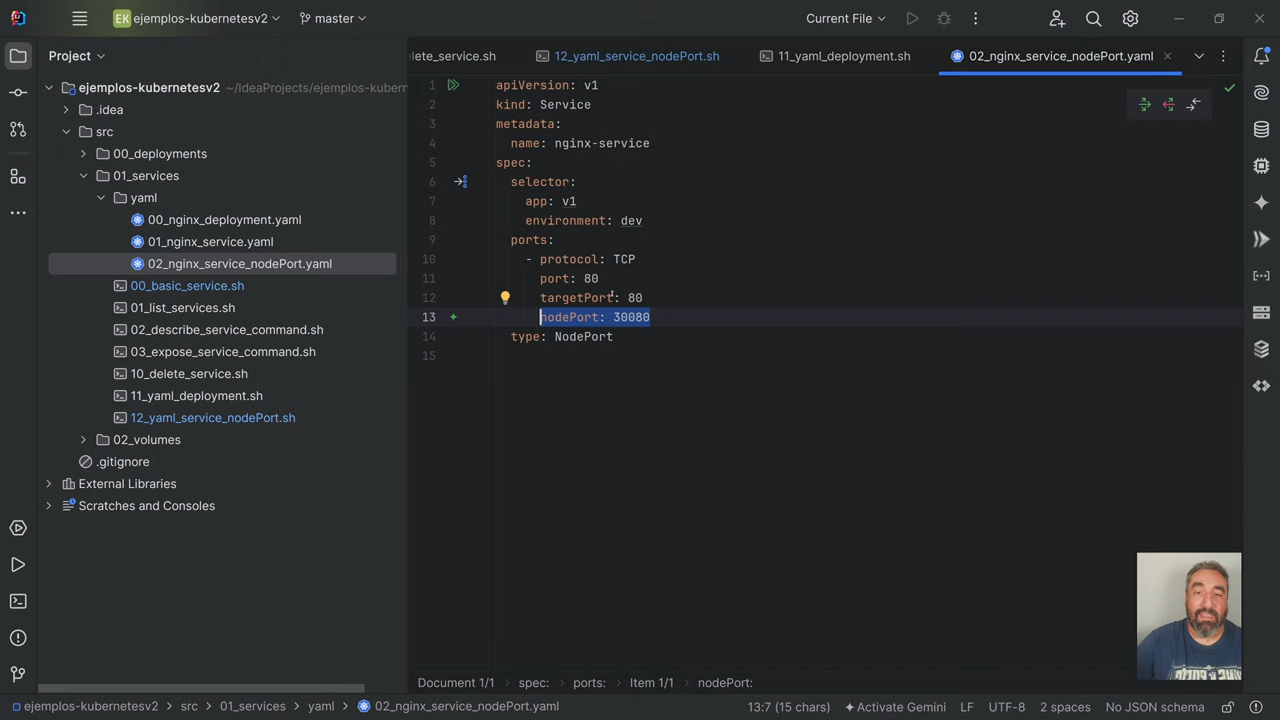 EK ejemplos-kubernetesv2 master Current File
Project
elete_service.sh 12_yaml_service_nodePort.sh 11_yaml_deployment.sh 02_nginx_service_nodePort.yaml
ejemplos-kubernetesv2 ~/IdeaProjects/ejemplos-kuberr
.idea
src
00_deployments
01_services
yaml
00_nginx_deployment.yaml
01_nginx_service.yaml
02_nginx_service_nodePort.yaml
00_basic_service.sh
01_list_services.sh
02_describe_service_command.sh
03_expose_service_command.sh
10_delete_service.sh
11_yaml_deployment.sh
12_yaml_service_nodePort.sh
02_volumes
.gitignore
External Libraries
Scratches and Consoles
1 apiVersion: v1
2 kind: Service
3 metadata:
4 name: nginx-service
5 spec:
6 selector:
7 app: v1
8 environment: dev
9 ports:
10 - protocol: TCP
11 port: 80
12 targetPort: 80
13 nodePort: 30080
14 type: NodePort
15
Document 1/1 spec: ports: Item 1/1 nodePort:
ejemplos-kubernetesv2 src 01_services yaml 02_nginx_service_nodePort.yaml 13:7 (15 chars) Activate Gemini LF UTF-8 2 spaces No JSON schema